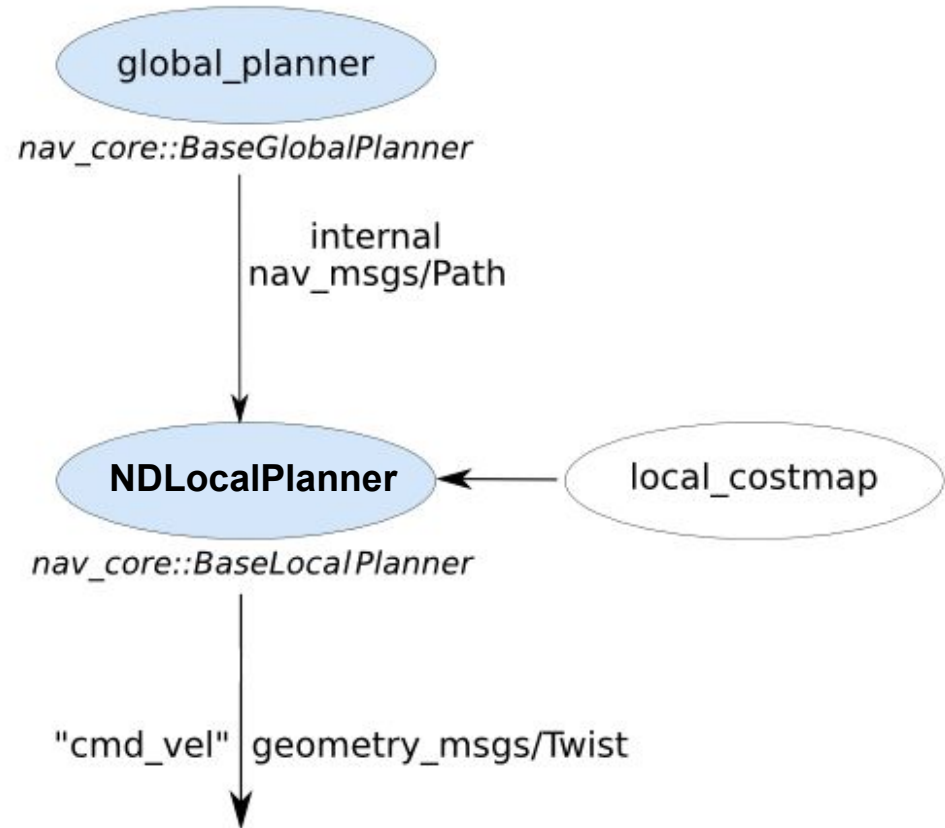 global_planner
nav_core::BaseGlobalPlanner
internal
nav_msgs/Path
NDLocalPlanner
local_costmap
nav_core::BaseLocalPlanner
"cmd_vel" geometry_msgs/Twist